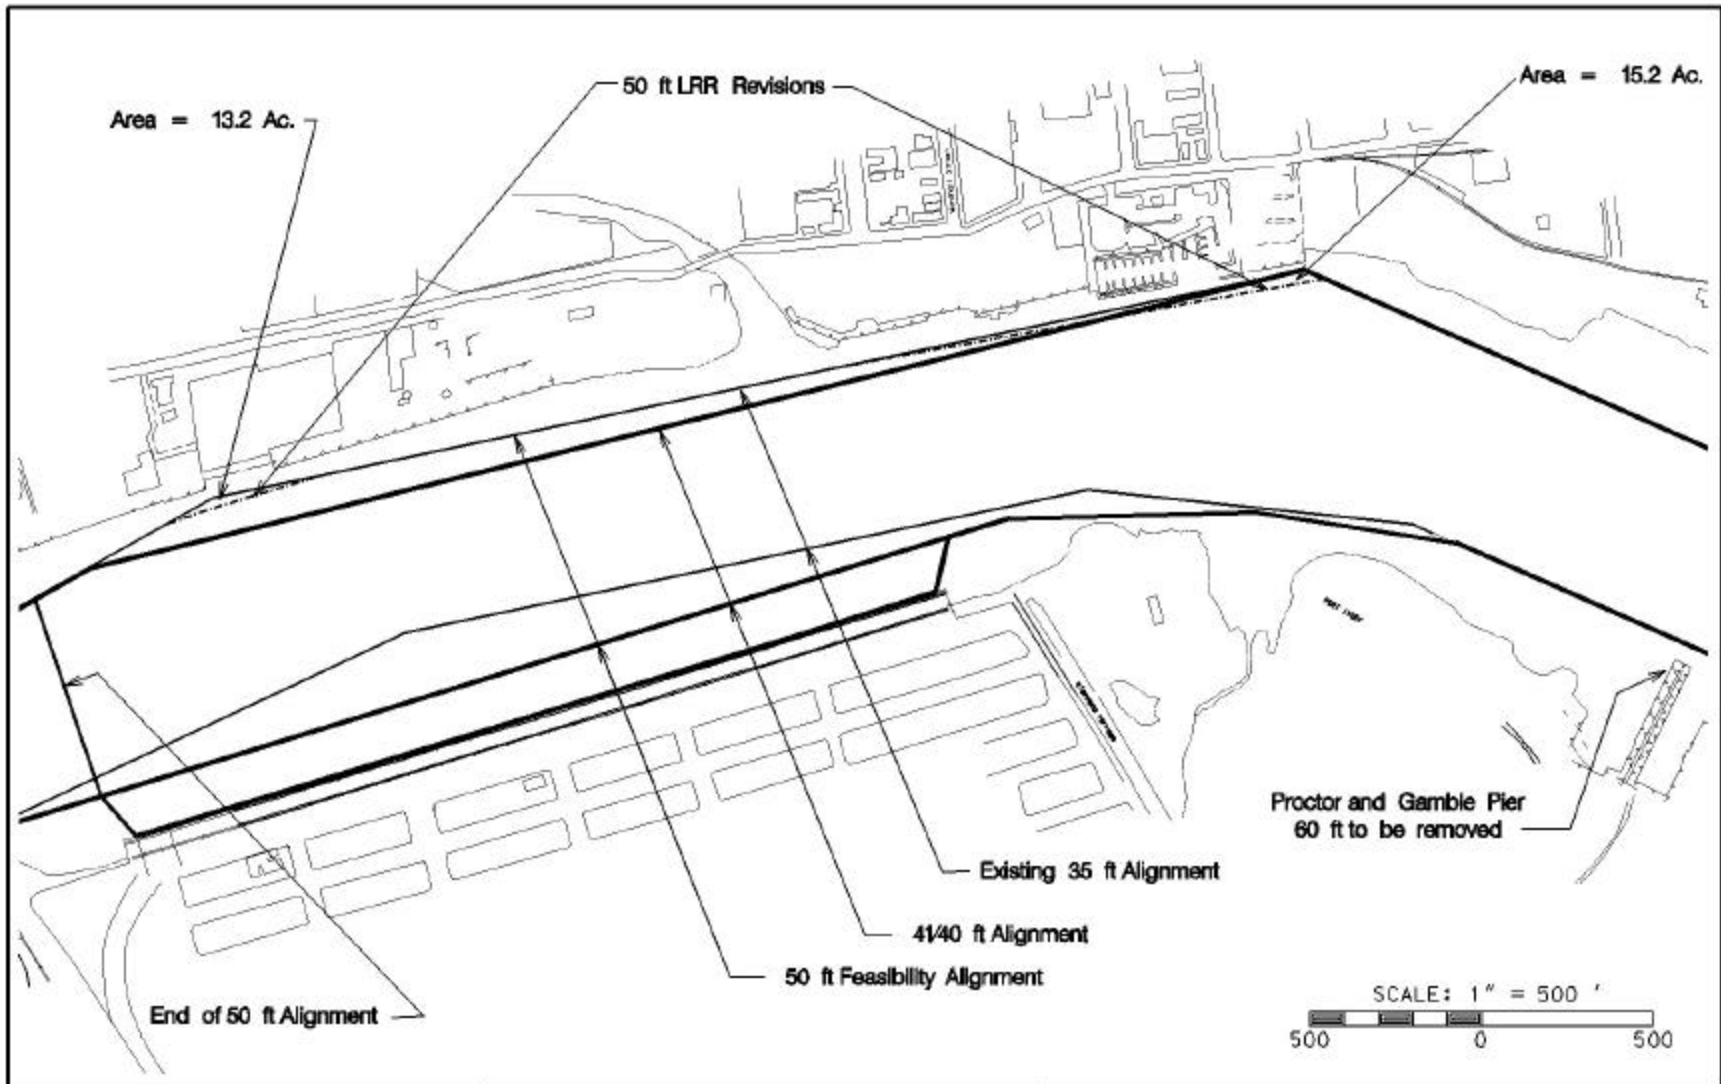 50 ft LRR Revisions
Area = 15.2 Ac.
Area = 13.2 Ac.
Proctor and Gamble Pier
60 ft to be removed
Existing 35 ft Alignment
41/40 ft Alignment
50 ft Feasibility Alignment
End of 50 ft Alignment
SCALE: 1" = 500 '
500 0 500